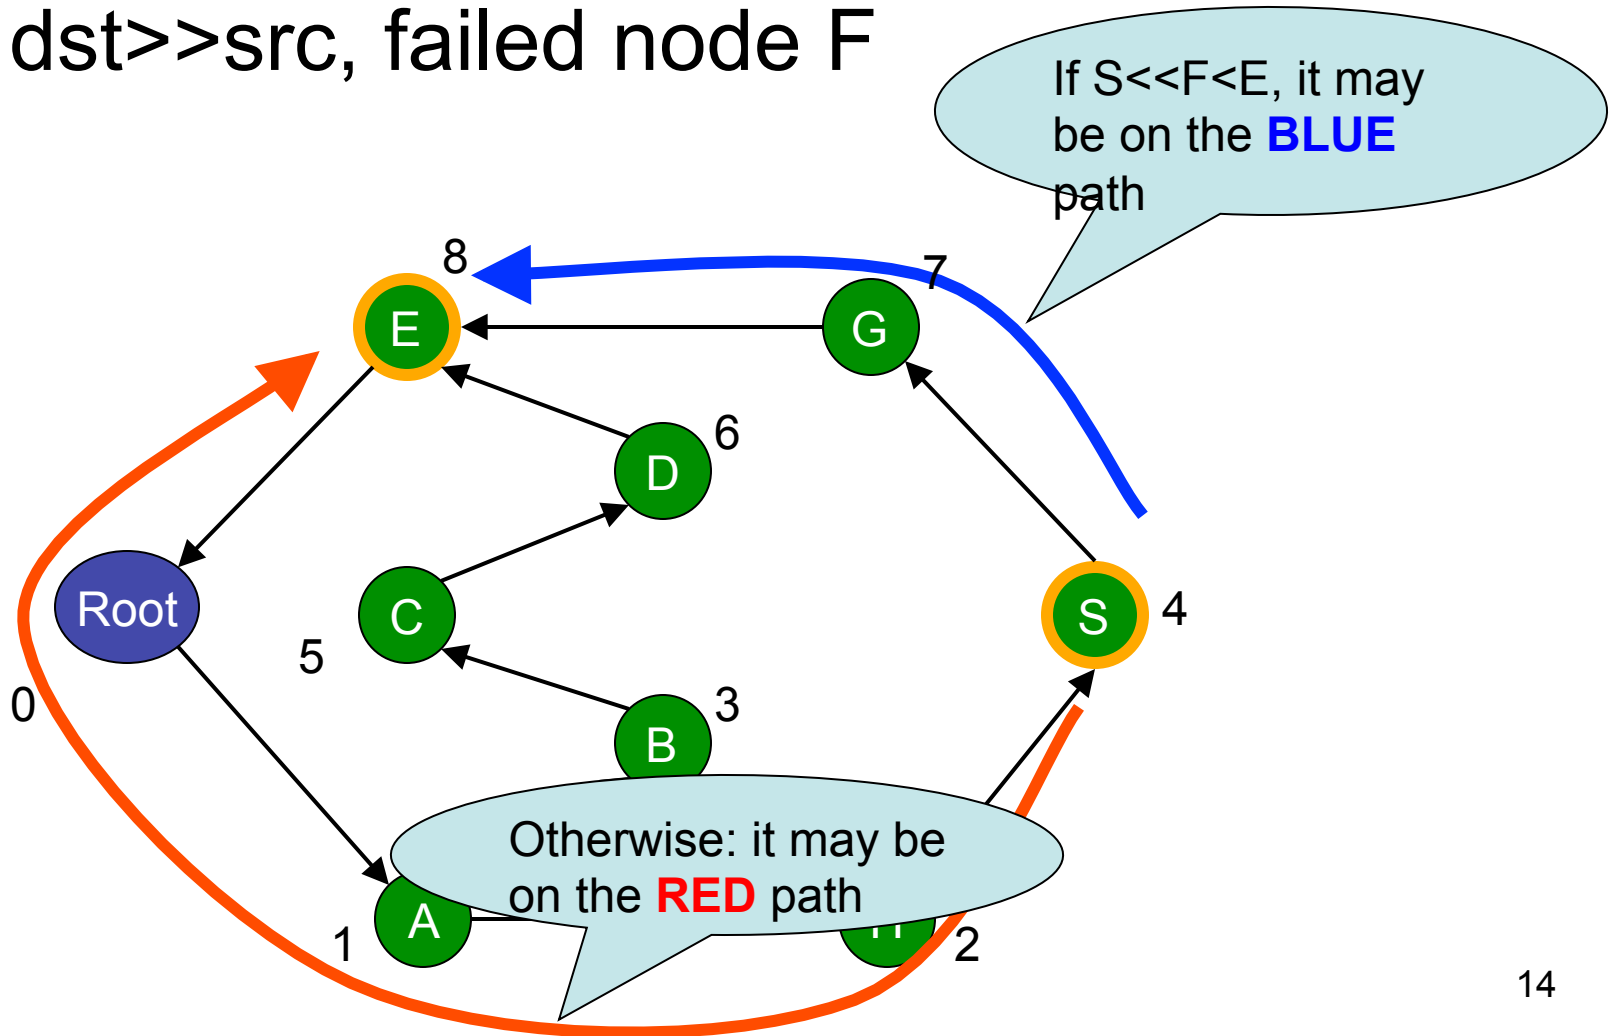 dst>>src, failed node F
If S<<F<E, it may
be on the BLUE
path
8
7
E
G
6
D
Root
C
S
4
5
0
3
B
Otherwise: it may be
on the RED path
A
1
2
14